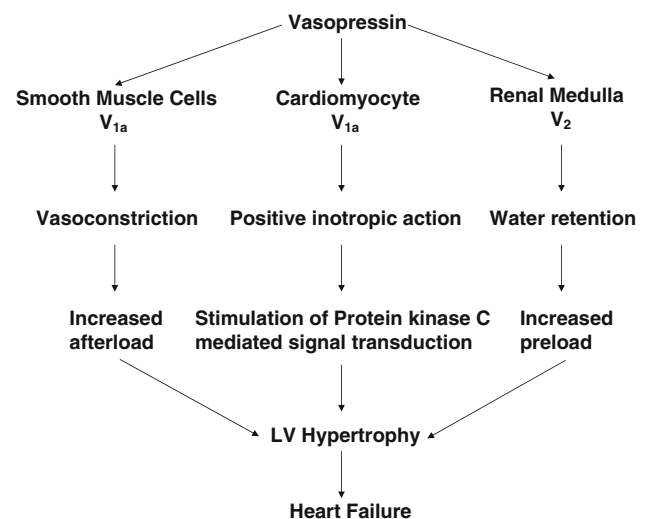 Vasopressin
Smooth Muscle Cells
V1a
Cardiomyocyte
V1a
Renal Medulla
V2
Vasoconstriction
Positive inotropic action
Water retention
Increased
afterload
Stimulation of Protein kinase C
mediated signal transduction
Increased
preload
LV Hypertrophy
Heart Failure